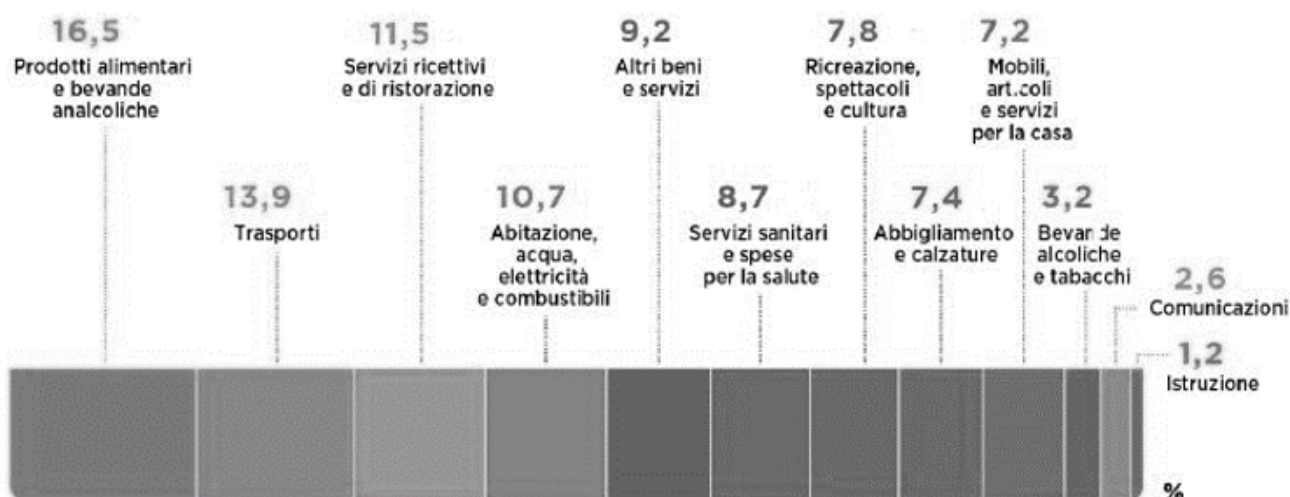 16,5
Prodotti alimentari
e bevande
analcoliche
13,9
Trasporti
11,5
Servizi ricettivi
e di ristorazione
10,7
Abitazione,
acqua,
elettricità
e combustibili
9,2
Altri beni
e servizi
8,7
Servizi sanitari
e spese
per la salute
7,8
Ricreazione,
spettacoli
e cultura
7,4
Abbigliamento
e calzature
7,2
Mobili,
art.coli
e servizi
per la casa
3,2
Bevande
alcoliche
e tabacchi
2,6
Comunicazioni
1,2
Istruzione
%